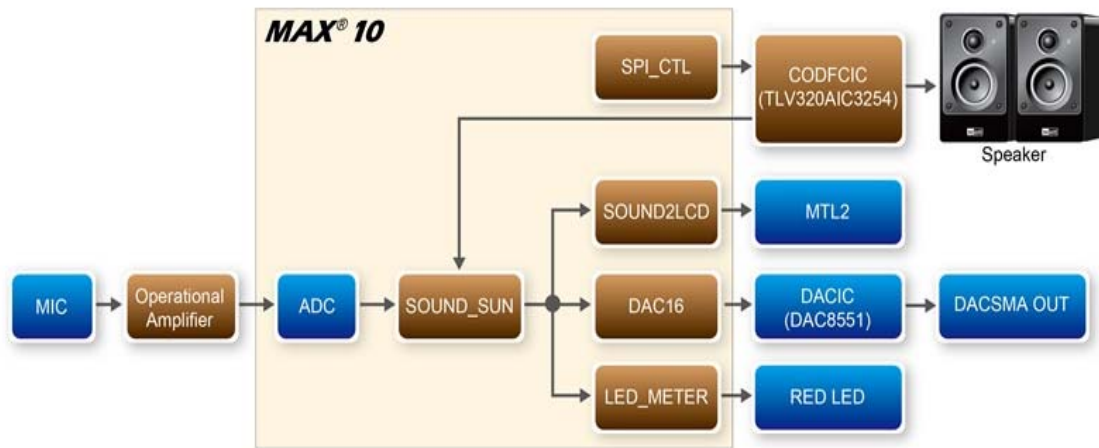 MAX® 10
SPI_CTL
CODFCIC
(TLV320AIC3254)
Speaker
SOUND2LCD
MTL2
MIC
Operational
Amplifier
ADC
SOUND_SUN
DAC16
DACIC
(DAC8551)
DACSMA OUT
LED_METER
RED LED